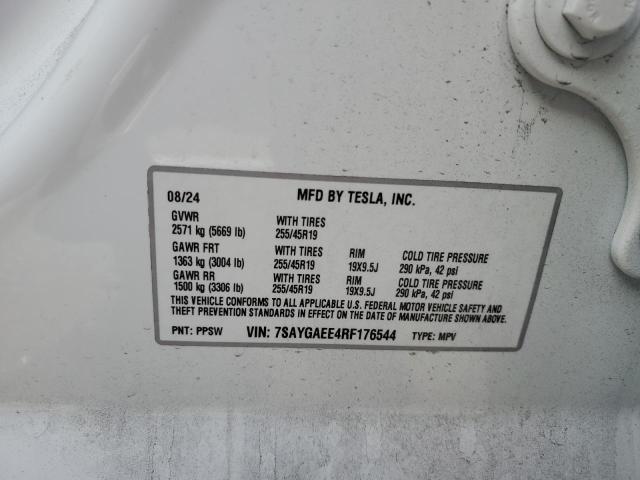 08/24 MFD BY TESLA, INC.
GVWR WITH TIRES
2571 kg (5669 lb) 255/45R19
GAWR FRT WITH TIRES RIM COLD TIRE PRESSURE
1363 kg (3004 lb) 255/45R19 19X9.5J 290 kPa, 42 psi
GAWR RR WITH TIRES RIM COLD TIRE PRESSURE
1500 kg (3306 lb) 255/45R19 19X9.5J 290 kPa, 42 psi
THIS VEHICLE CONFORMS TO ALL APPLICABLE U.S. FEDERAL MOTOR VEHICLE SAFETY AND
THEFT PREVENTION STANDARDS IN EFFECT ON THE DATE OF MANUFACTURE SHOWN ABOVE.
PNT: PPSW VIN: 7SAYGAEE4RF176544 TYPE: MPV